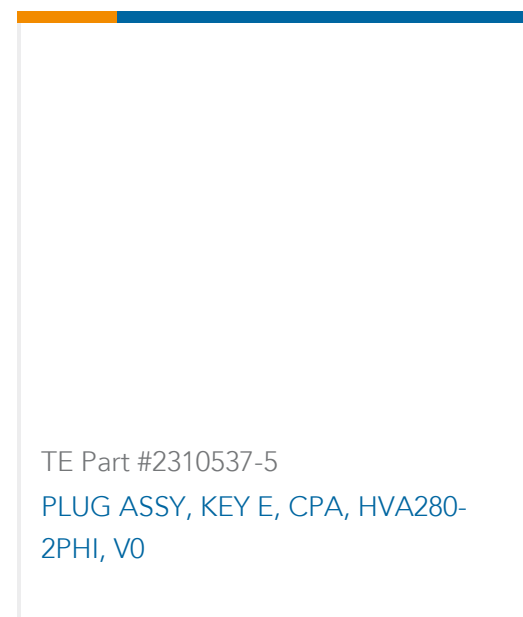 TE Part #2310537-5
PLUG ASSY, KEY E, CPA, HVA280-
2PHI, V0